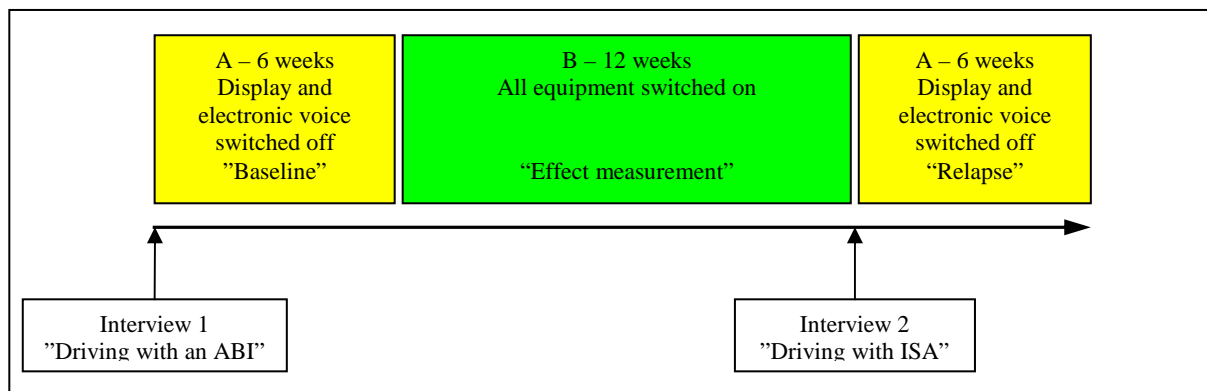 A – 6 weeks
Display and
electronic voice
switched off
”Baseline”
B – 12 weeks
All equipment switched on
“Effect measurement”
A – 6 weeks
Display and
electronic voice
switched off
“Relapse”
Interview 1
”Driving with an ABI”
Interview 2
”Driving with ISA”